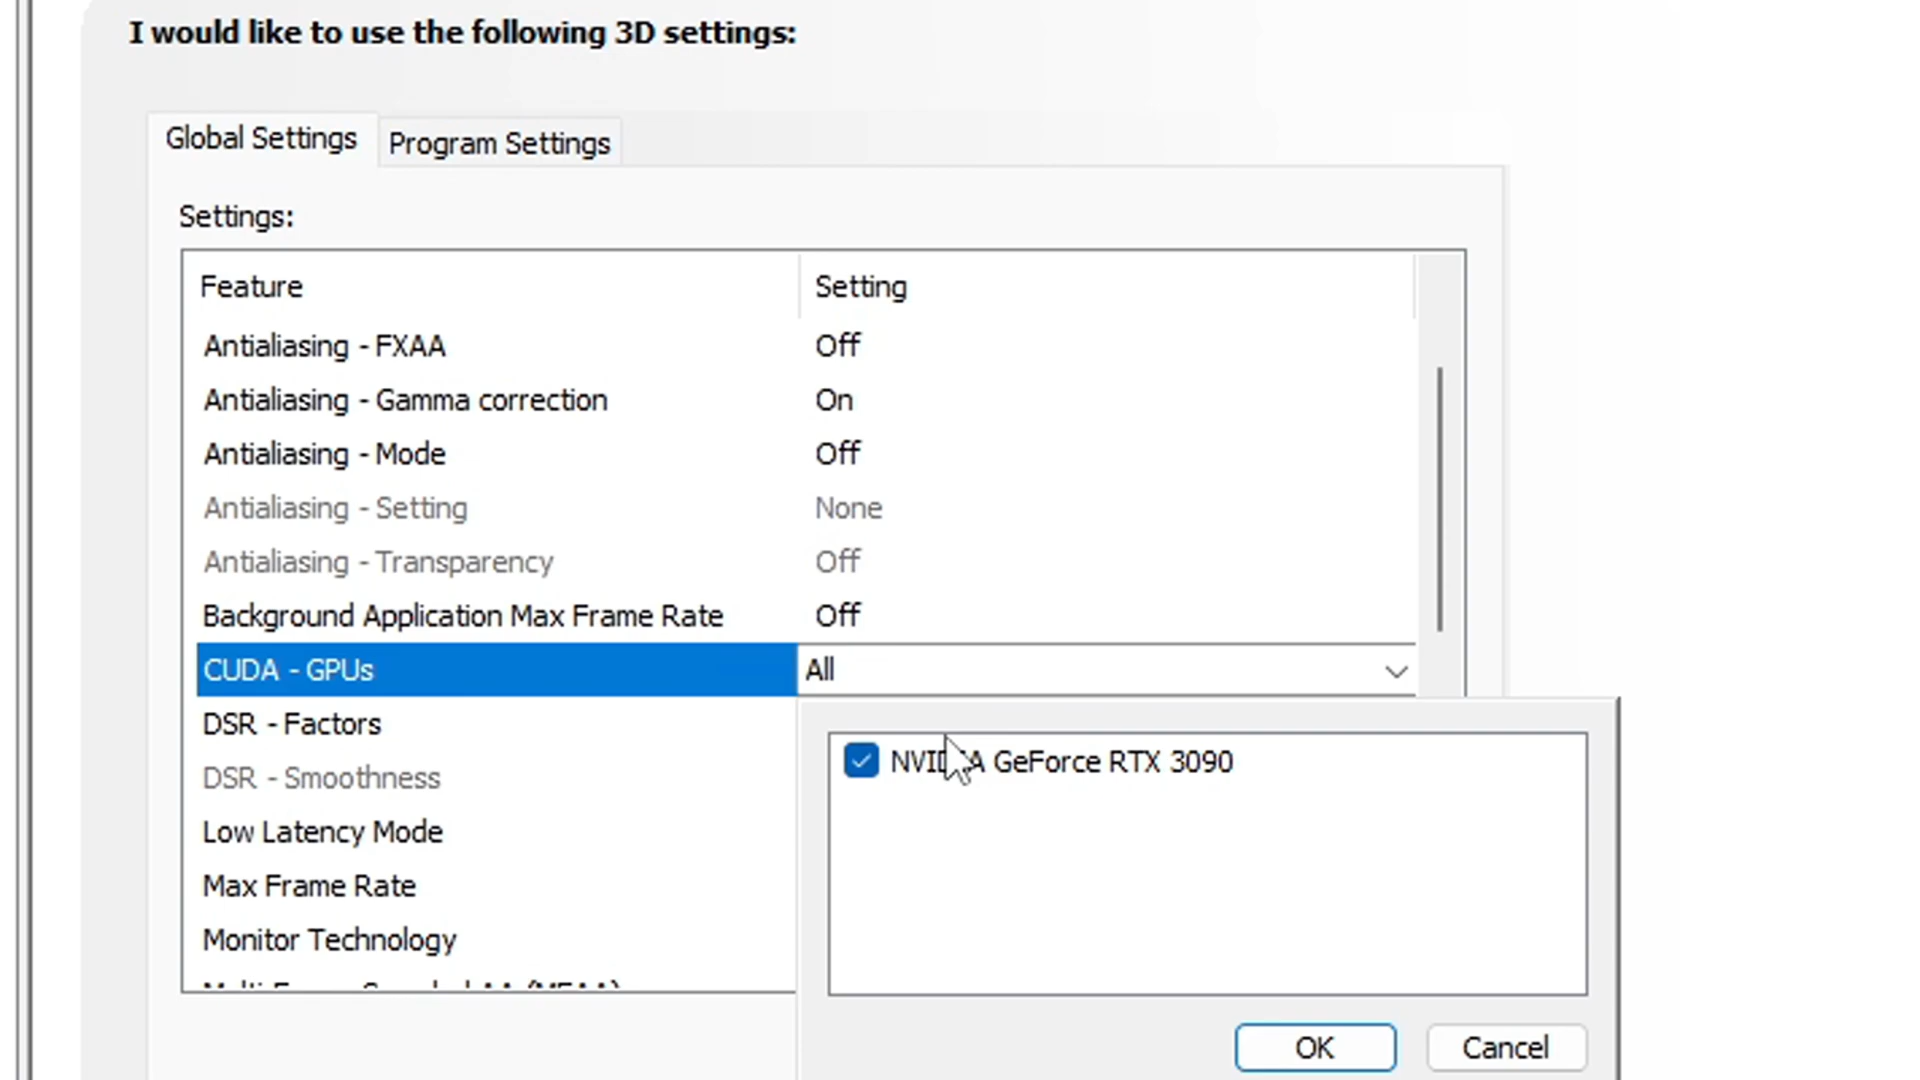 I would like to use the following 3D settings:
Global Settings
Program Settings
Settings:
Feature Setting
Antialiasing - FXAA Off
Antialiasing - Gamma correction On
Antialiasing - Mode Off
Antialiasing - Setting None
Antialiasing - Transparency Off
Background Application Max Frame Rate Off
CUDA - GPUs All
DSR - Factors
NVIDIA GeForce RTX 3090
DSR - Smoothness
Low Latency Mode
Max Frame Rate
Monitor Technology
OK Cancel